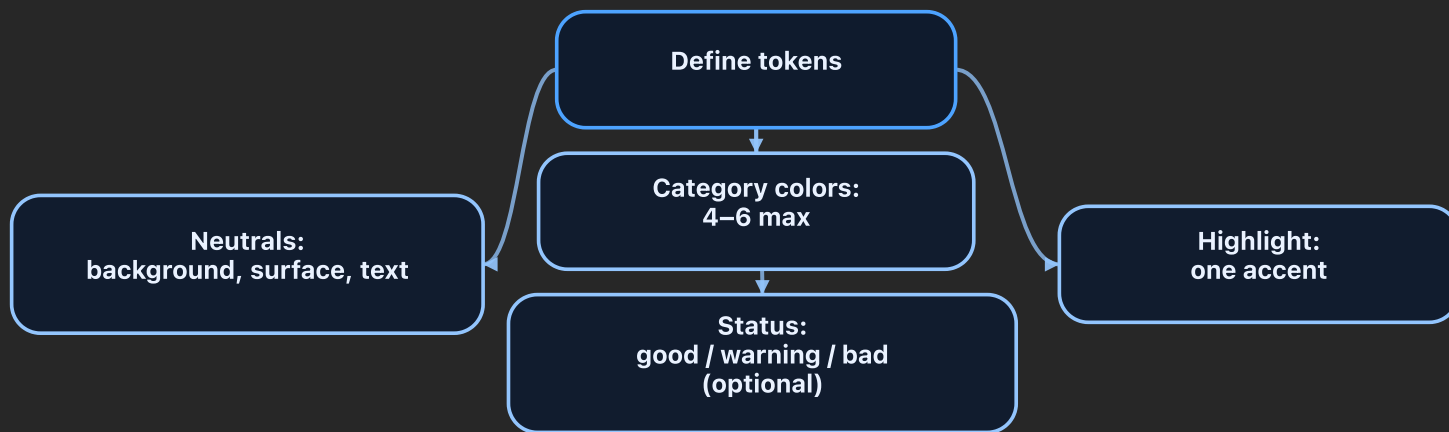 Define tokens
Category colors:
4–6 max
Neutrals:
background, surface, text
Highlight:
one accent
Status:
good / warning / bad
(optional)